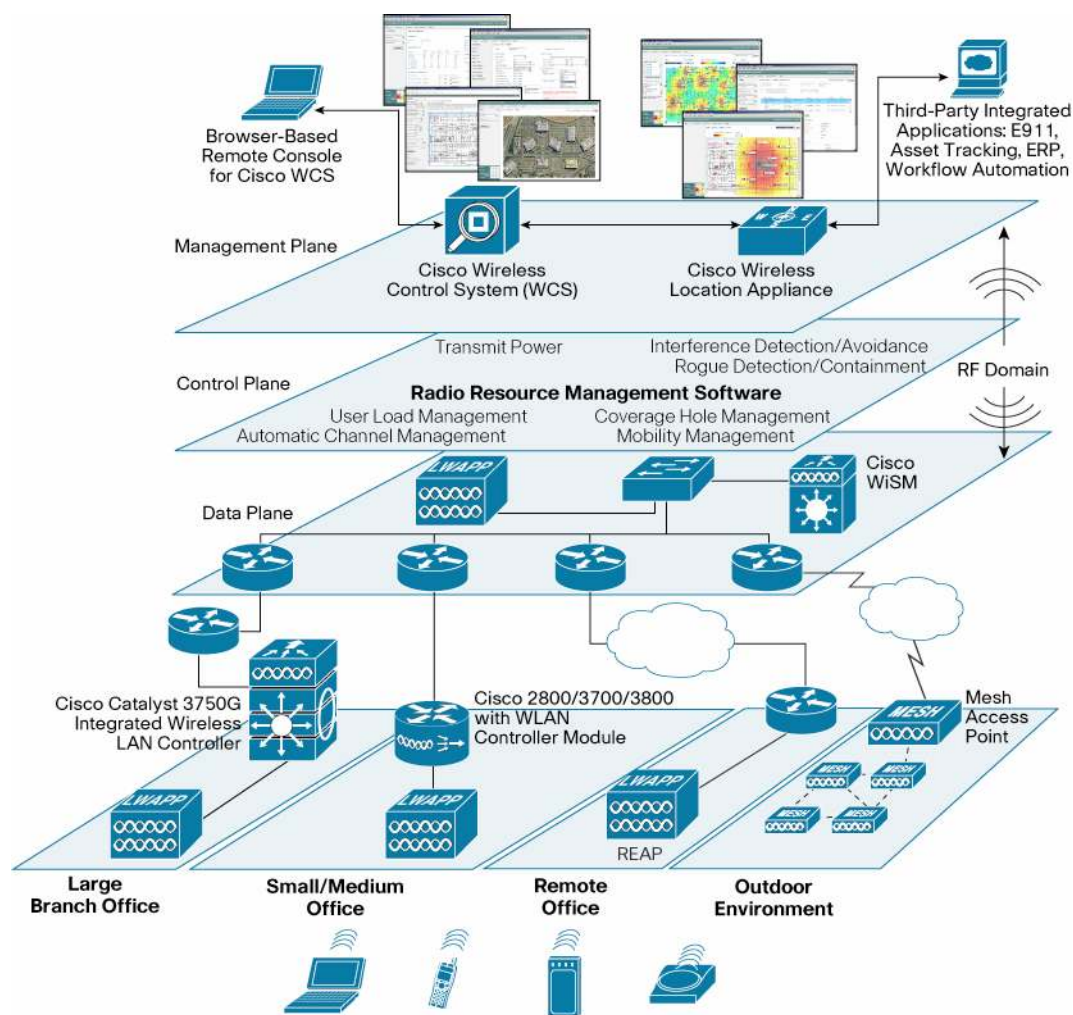 Browser-Based
Remote Console
for Cisco WCS
Third-Party Integrated
Applications: E911,
Asset Tracking, ERP,
Workflow Automation
Management Plane
Cisco Wireless
Control System (WCS)
Cisco Wireless
Location Appliance
Transmit Power
Interference Detection/Avoidance
Rogue Detection/Containment
Control Plane
RF Domain
Radio Resource Management Software
User Load Management
Coverage Hole Management
Automatic Channel Management
Mobility Management
LWAPP
Cisco
WiSM
Data Plane
Cisco Catalyst 3750G
Integrated Wireless
LAN Controller
Cisco 2800/3700/3800
with WLAN
Controller Module
MESH
Mesh
Access
Point
LWAPP
LWAPP
LWAPP
MESH
MESH
MESH
MESH
REAP
Large
Branch Office
Small/Medium
Office
Remote
Office
Outdoor
Environment